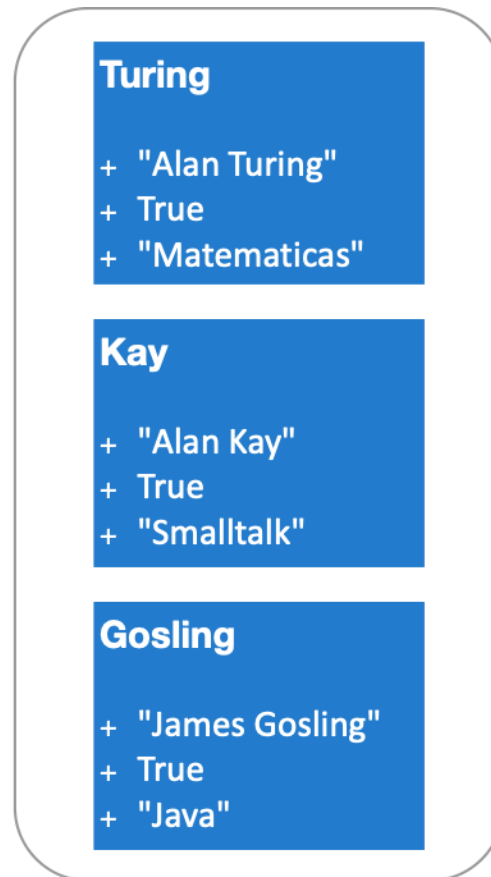 Turing
+ "Alan Turing"
+ True
+ "Matematicas"
Kay
+ "Alan Kay"
+ True
+ "Smalltalk"
Gosling
+ "James Gosling"
+ True
+ "Java"